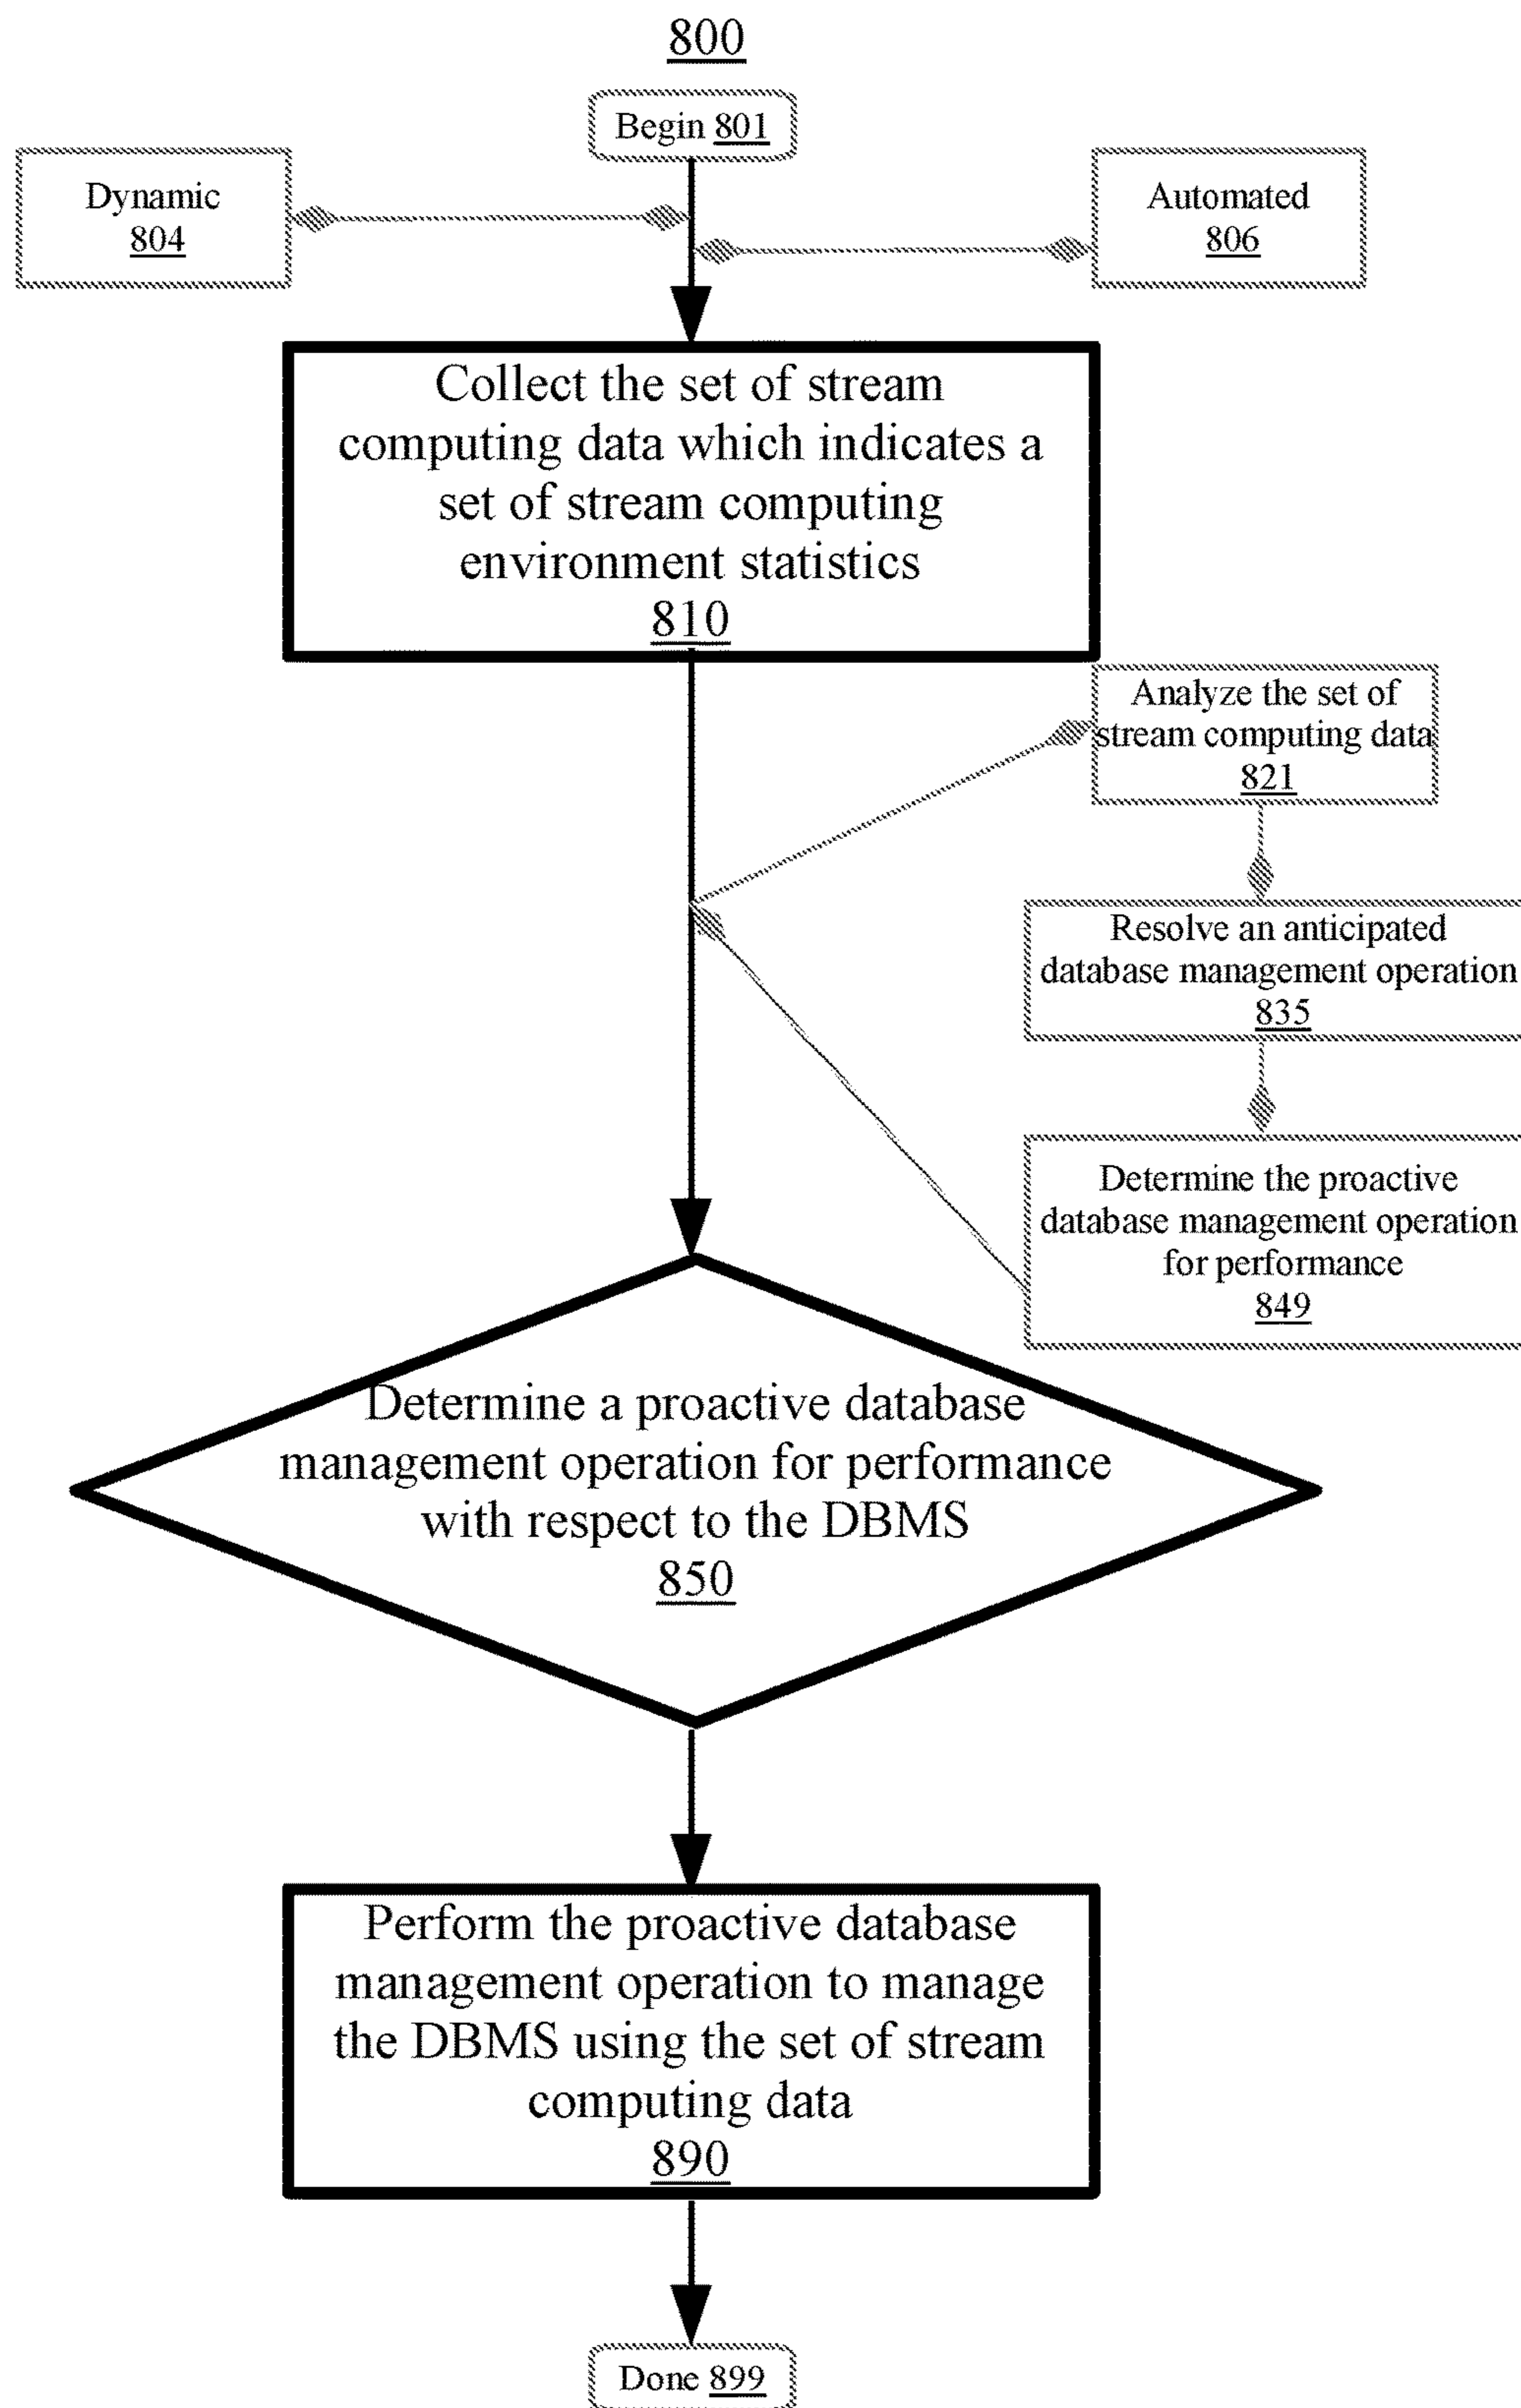 800
Begin 801
Dynamic
804
Automated
806
Collect the set of stream
computing data which indicates a
set of stream computing
environment statistics
810
Analyze the set of
stream computing data
821
Resolve an anticipated
database management operation
835
Determine the proactive
database management operation
for performance
849
Determine a proactive database
management operation for performance
with respect to the DBMS
850
Perform the proactive database
management operation to manage
the DBMS using the set of stream
computing data
890
Done 899